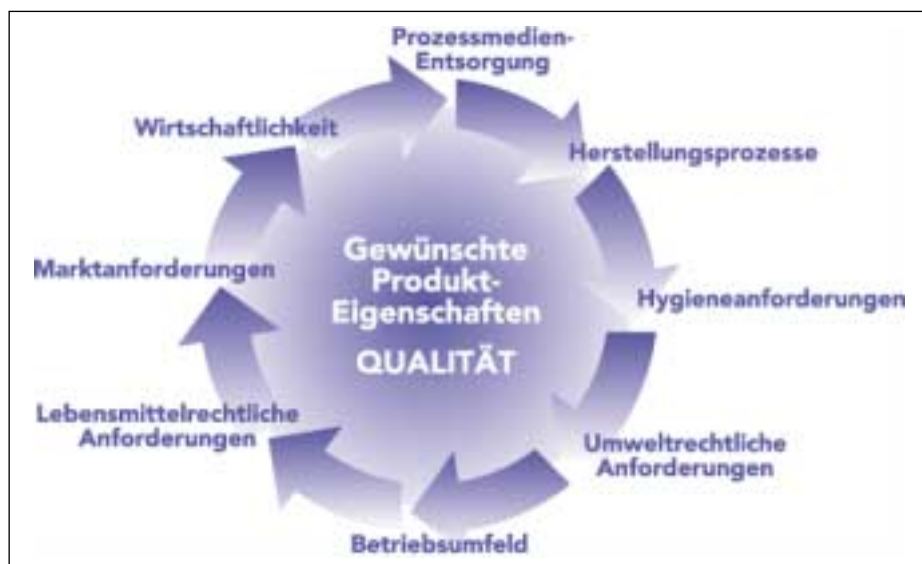 Prozessmedien-
Entsorgung
Wirtschaftlichkeit
Herstellungsprozesse
Gewünschte
Produkt-
Eigenschaften
QUALITÄT
Marktanforderungen
Hygieneanforderungen
Lebensmittelrechtliche
Anforderungen
Umweltrechtliche
Anforderungen
Betriebsumfeld